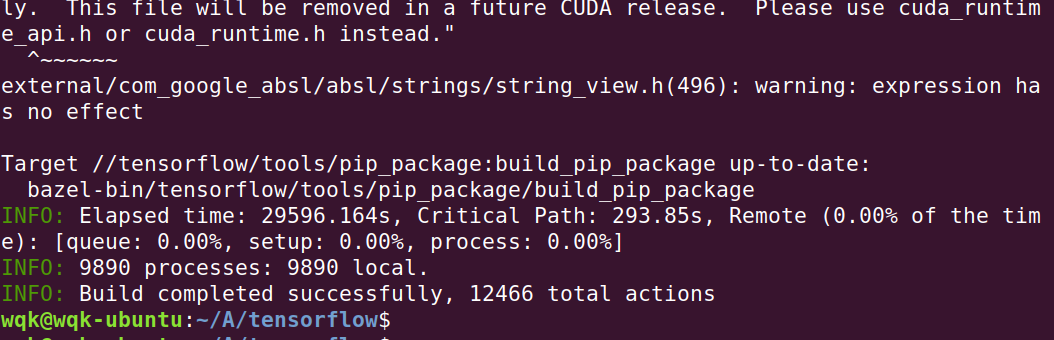 ly.  This file will be removed in a future CUDA release.  Please use cuda_runtim
e_api.h or cuda_runtime.h instead."
  ^~~~~~~
external/com_google_absl/absl/strings/string_view.h(496): warning: expression ha
s no effect

Target //tensorflow/tools/pip_package:build_pip_package up-to-date:
  bazel-bin/tensorflow/tools/pip_package/build_pip_package
INFO: Elapsed time: 29596.164s, Critical Path: 293.85s, Remote (0.00% of the tim
e): [queue: 0.00%, setup: 0.00%, process: 0.00%]
INFO: 9890 processes: 9890 local.
INFO: Build completed successfully, 12466 total actions
wqk@wqk-ubuntu:~/A/tensorflow$